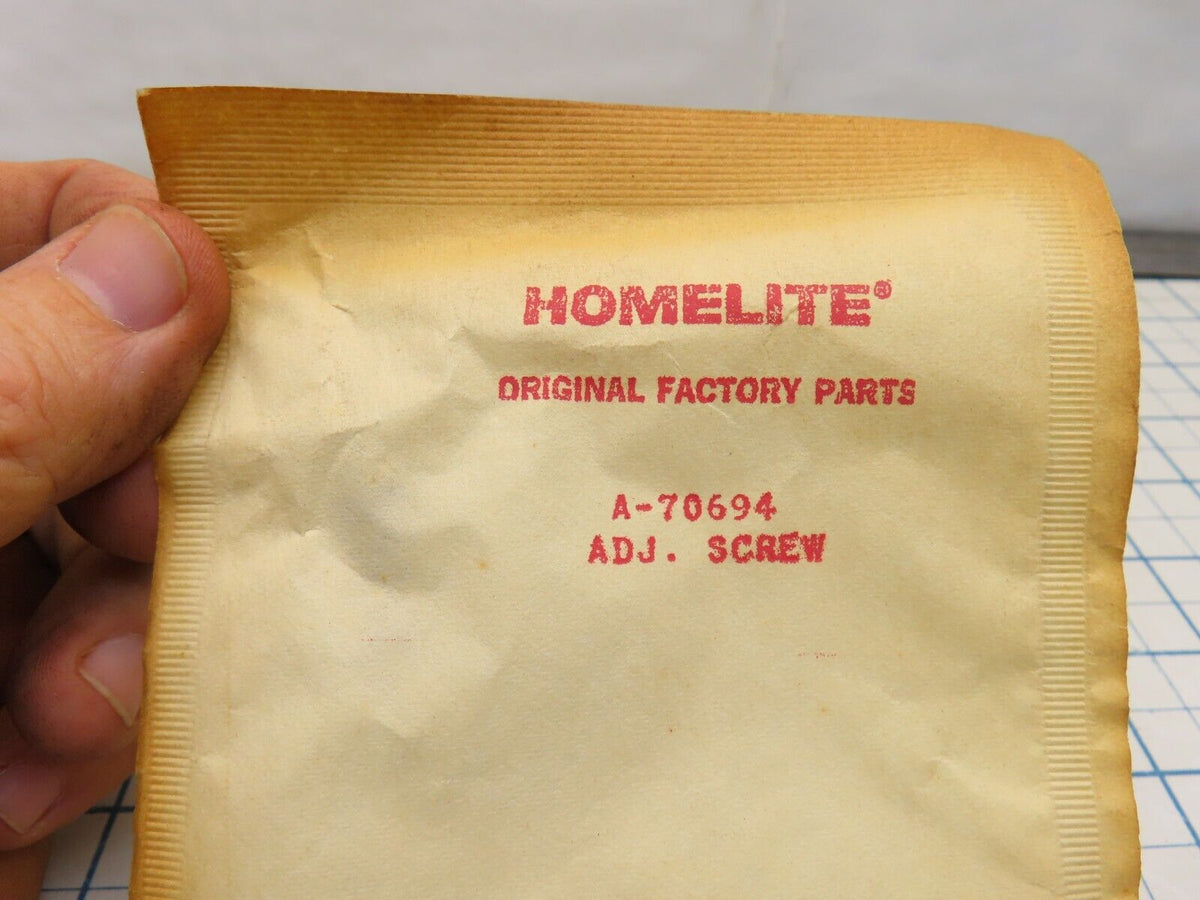 HOMELITE®
ORIGINAL FACTORY PARTS
A-70694
ADJ. SCREW